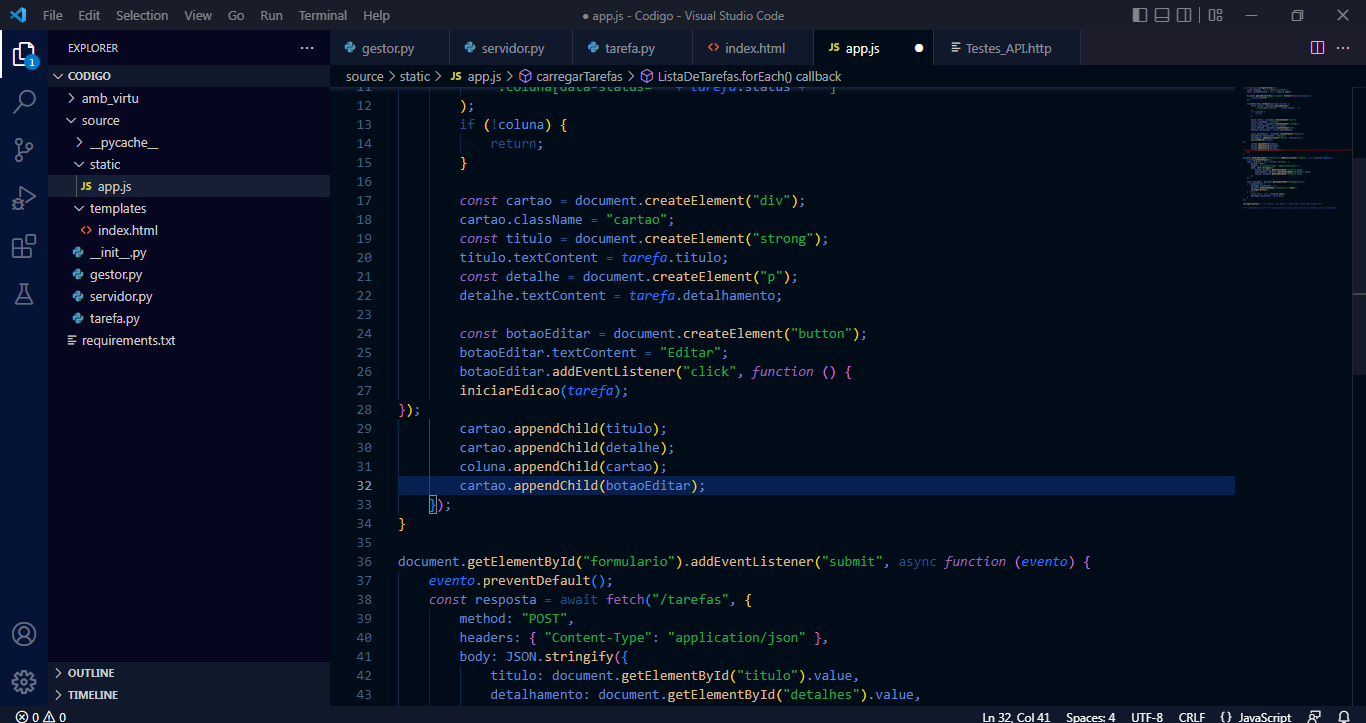 File Edit Selection View Go Run Terminal Help
● app.js - Codigo - Visual Studio Code
EXPLORER ...
gestor.py servidor.py tarefa.py <> index.html JS app.js ● Testes_API.http ...
1
CODIGO
source > static > JS app.js > carregarTarefas > ListaDeTarefas.forEach() callback
amb_virtu
source
__pycache__
static
JS app.js
templates
<> index.html
__init__.py
gestor.py
servidor.py
tarefa.py
requirements.txt
OUTLINE
TIMELINE
11 ".coluna[data-status=" + tarefa.status + "]"
12 );
13 if (!coluna) {
14 return;
15 }
16
17 const cartao = document.createElement("div");
18 cartao.className = "cartao";
19 const titulo = document.createElement("strong");
20 titulo.textContent = tarefa.titulo;
21 const detalhe = document.createElement("p");
22 detalhe.textContent = tarefa.detalhamento;
23
24 const botaoEditar = document.createElement("button");
25 botaoEditar.textContent = "Editar";
26 botaoEditar.addEventListener("click", function () {
27 iniciarEdicao(tarefa);
28 });
29 cartao.appendChild(titulo);
30 cartao.appendChild(detalhe);
31 coluna.appendChild(cartao);
32 cartao.appendChild(botaoEditar);
33 });
34 }
35
36 document.getElementById("formulario").addEventListener("submit", async function (evento) {
37 evento.preventDefault();
38 const resposta = await fetch("/tarefas", {
39 method: "POST",
40 headers: { "Content-Type": "application/json" },
41 body: JSON.stringify({
42 titulo: document.getElementById("titulo").value,
43 detalhamento: document.getElementById("detalhes").value,
0 0 Ln 32, Col 41 Spaces: 4 UTF-8 CRLF {} JavaScript